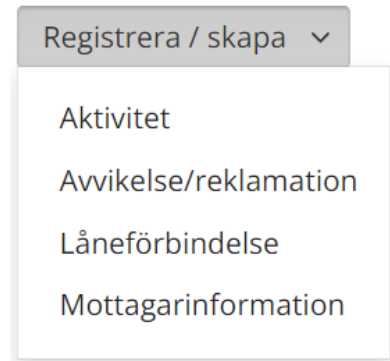 Registrera / skapa
Aktivitet
Avvikelse/reklamation
Låneförbindelse
Mottagarinformation